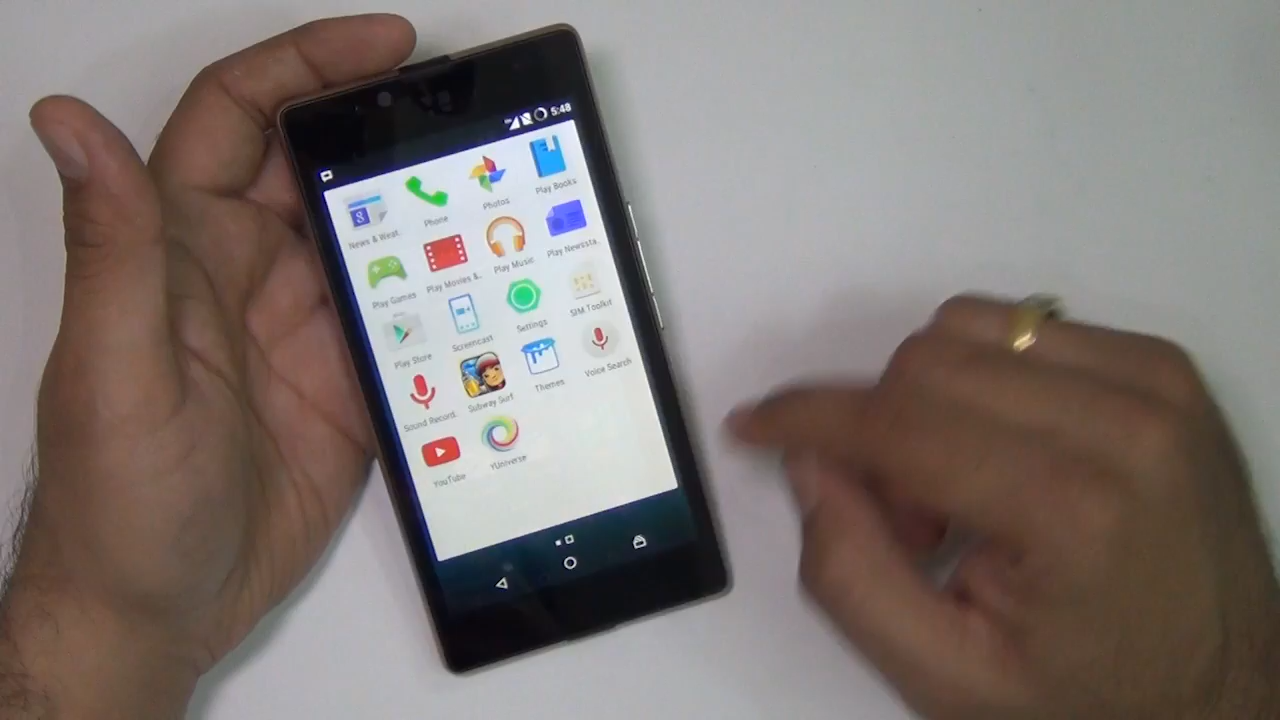 5:48
News & Weat..
Phone
Photos
Play Books
Play Games
Play Movies &..
Play Music
Play Newssta..
Play Store
Screencast
Settings
SIM Toolkit
Sound Record..
Subway Surf
Themes
Voice Search
YouTube
YUniverse